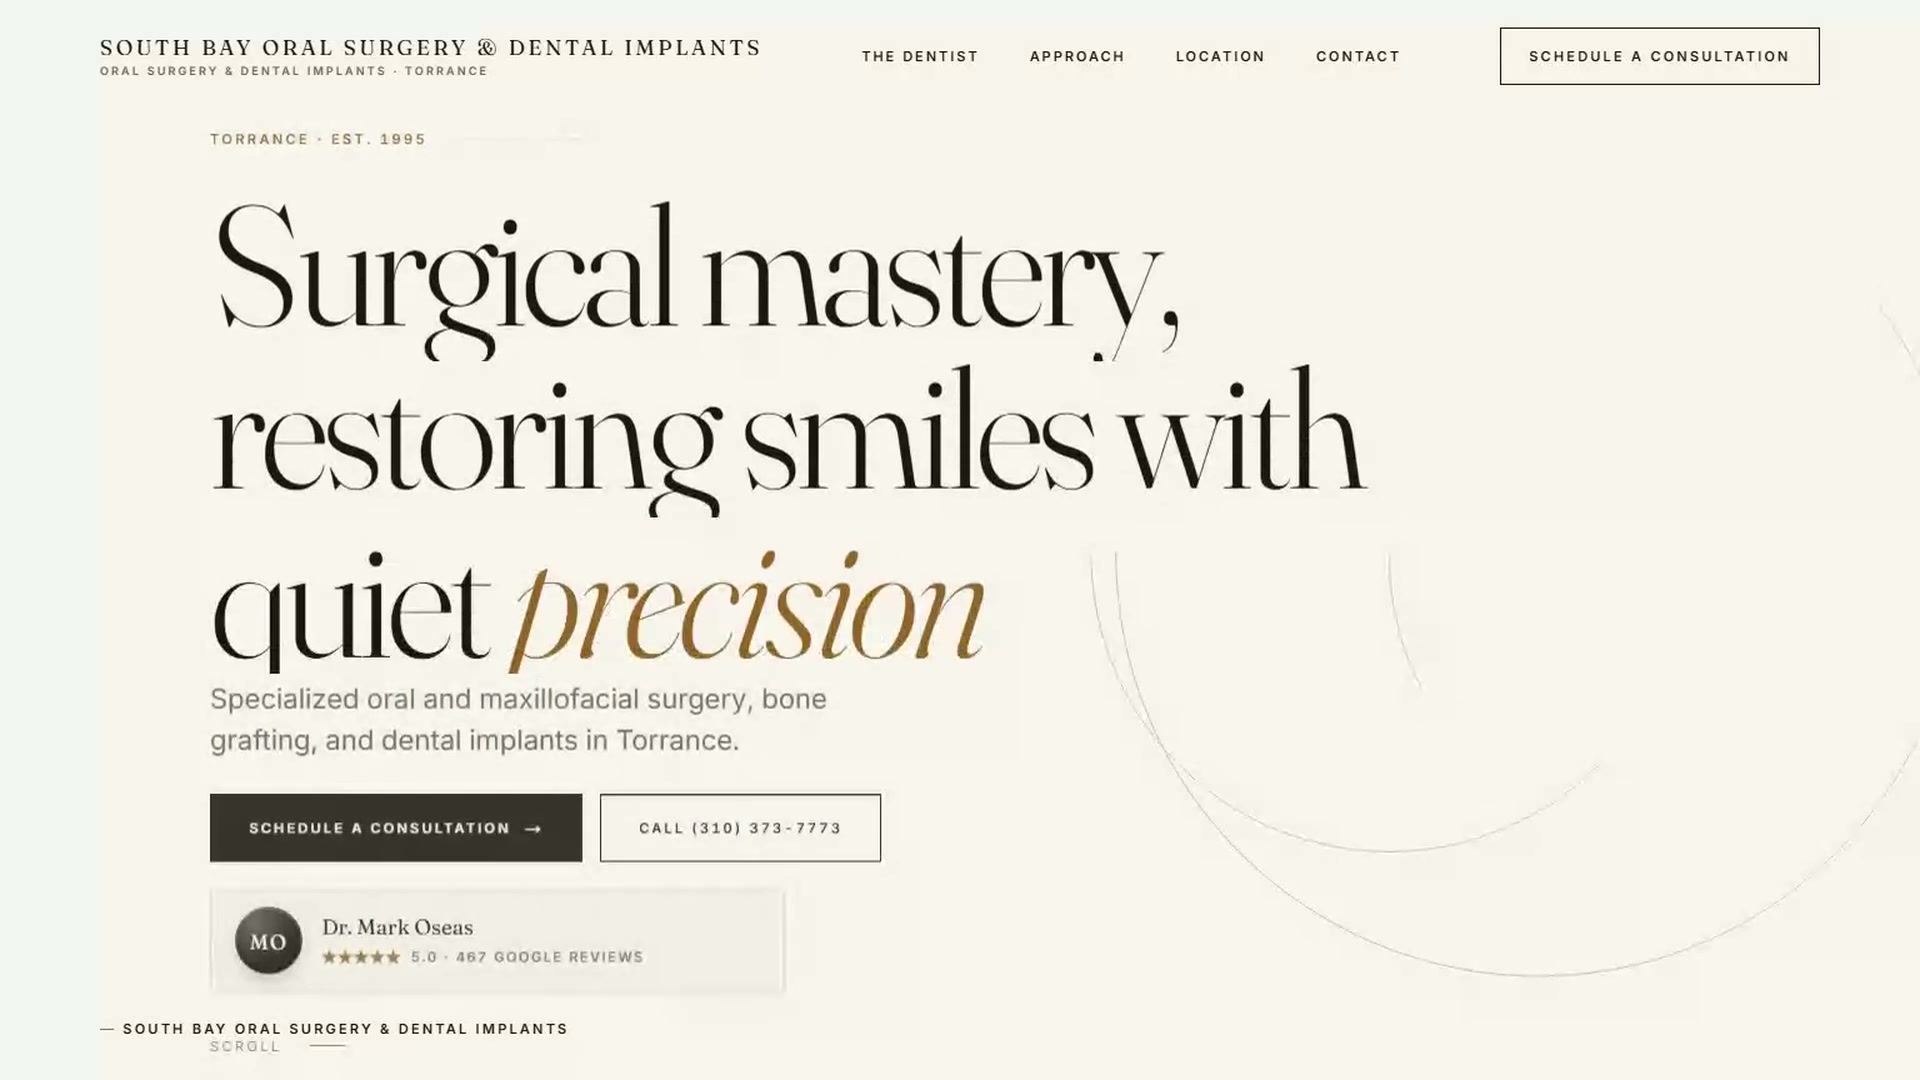 SOUTH BAY ORAL SURGERY & DENTAL IMPLANTS
ORAL SURGERY & DENTAL IMPLANTS · TORRANCE
THE DENTIST
APPROACH
LOCATION
CONTACT
SCHEDULE A CONSULTATION
TORRANCE · EST. 1995
Surgical mastery,
restoring smiles with
quiet precision
Specialized oral and maxillofacial surgery, bone
grafting, and dental implants in Torrance.
SCHEDULE A CONSULTATION →
CALL (310) 373-7773
MO
Dr. Mark Oseas
★★★★★ 5.0 · 467 GOOGLE REVIEWS
— SOUTH BAY ORAL SURGERY & DENTAL IMPLANTS
SCROLL